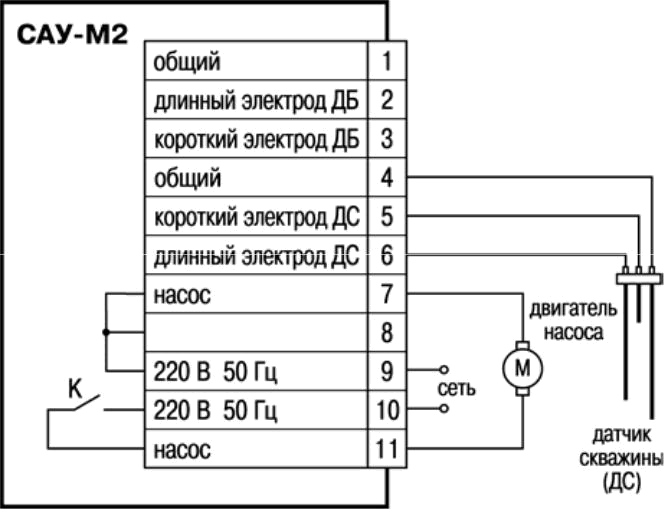 САУ-М2
общий 1
длинный электрод ДБ 2
короткий электрод ДБ 3
общий 4
короткий электрод ДС 5
длинный электрод ДС 6
насос 7
8
220 В 50 Гц 9
220 В 50 Гц 10
насос 11
К
сеть
двигатель
насоса
М
датчик
скважины
(ДС)